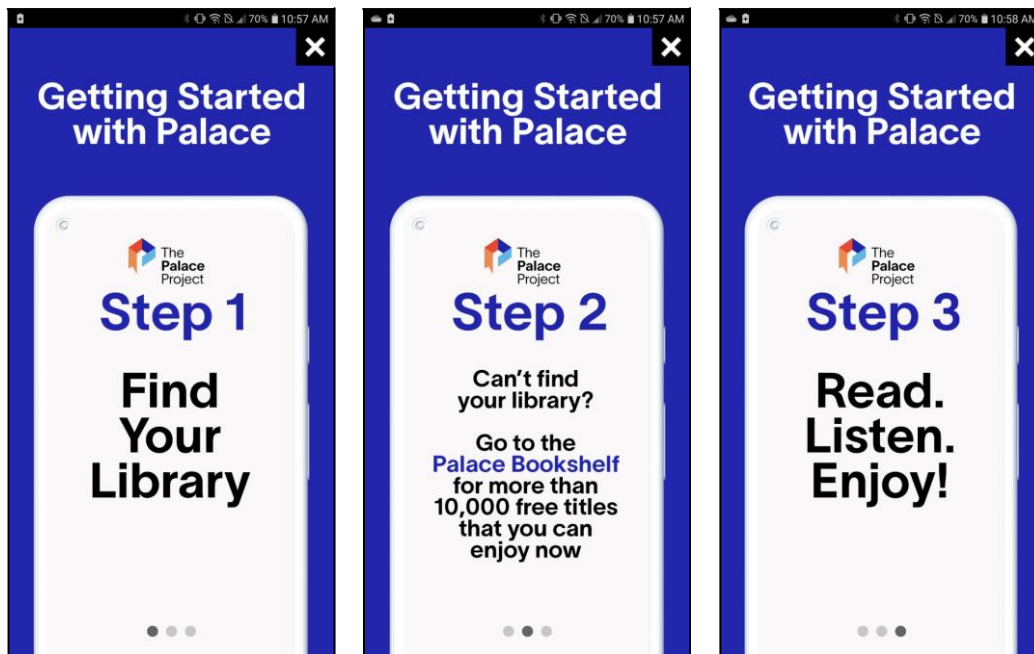 70% 10:57 AM
Getting Started
with Palace
The
Palace
Project
Step 1
Find
Your
Library
70% 10:57 AM
Getting Started
with Palace
The
Palace
Project
Step 2
Can't find
your library?
Go to the
Palace Bookshelf
for more than
10,000 free titles
that you can
enjoy now
70% 10:58 AM
Getting Started
with Palace
The
Palace
Project
Step 3
Read.
Listen.
Enjoy!